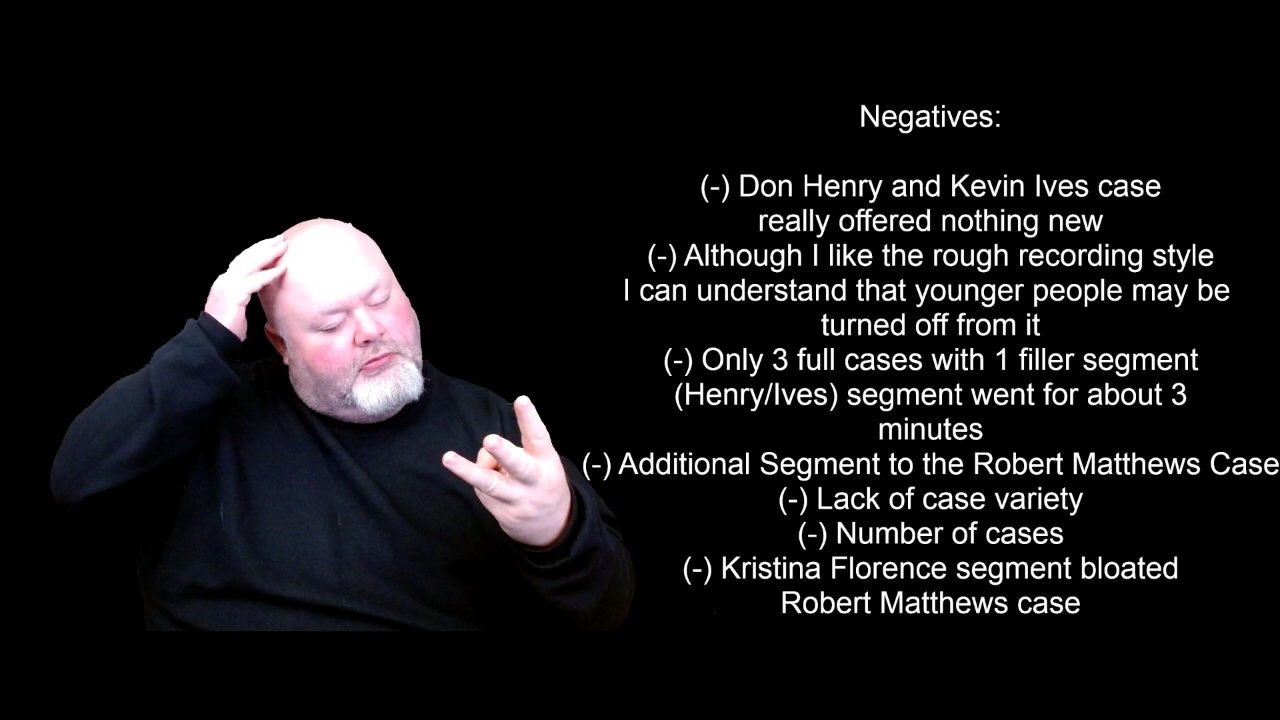 Negatives:
(-) Don Henry and Kevin Ives case
really offered nothing new
(-) Although I like the rough recording style
I can understand that younger people may be
turned off from it
(-) Only 3 full cases with 1 filler segment
(Henry/Ives) segment went for about 3
minutes
(-) Additional Segment to the Robert Matthews Case
(-) Lack of case variety
(-) Number of cases
(-) Kristina Florence segment bloated
Robert Matthews case